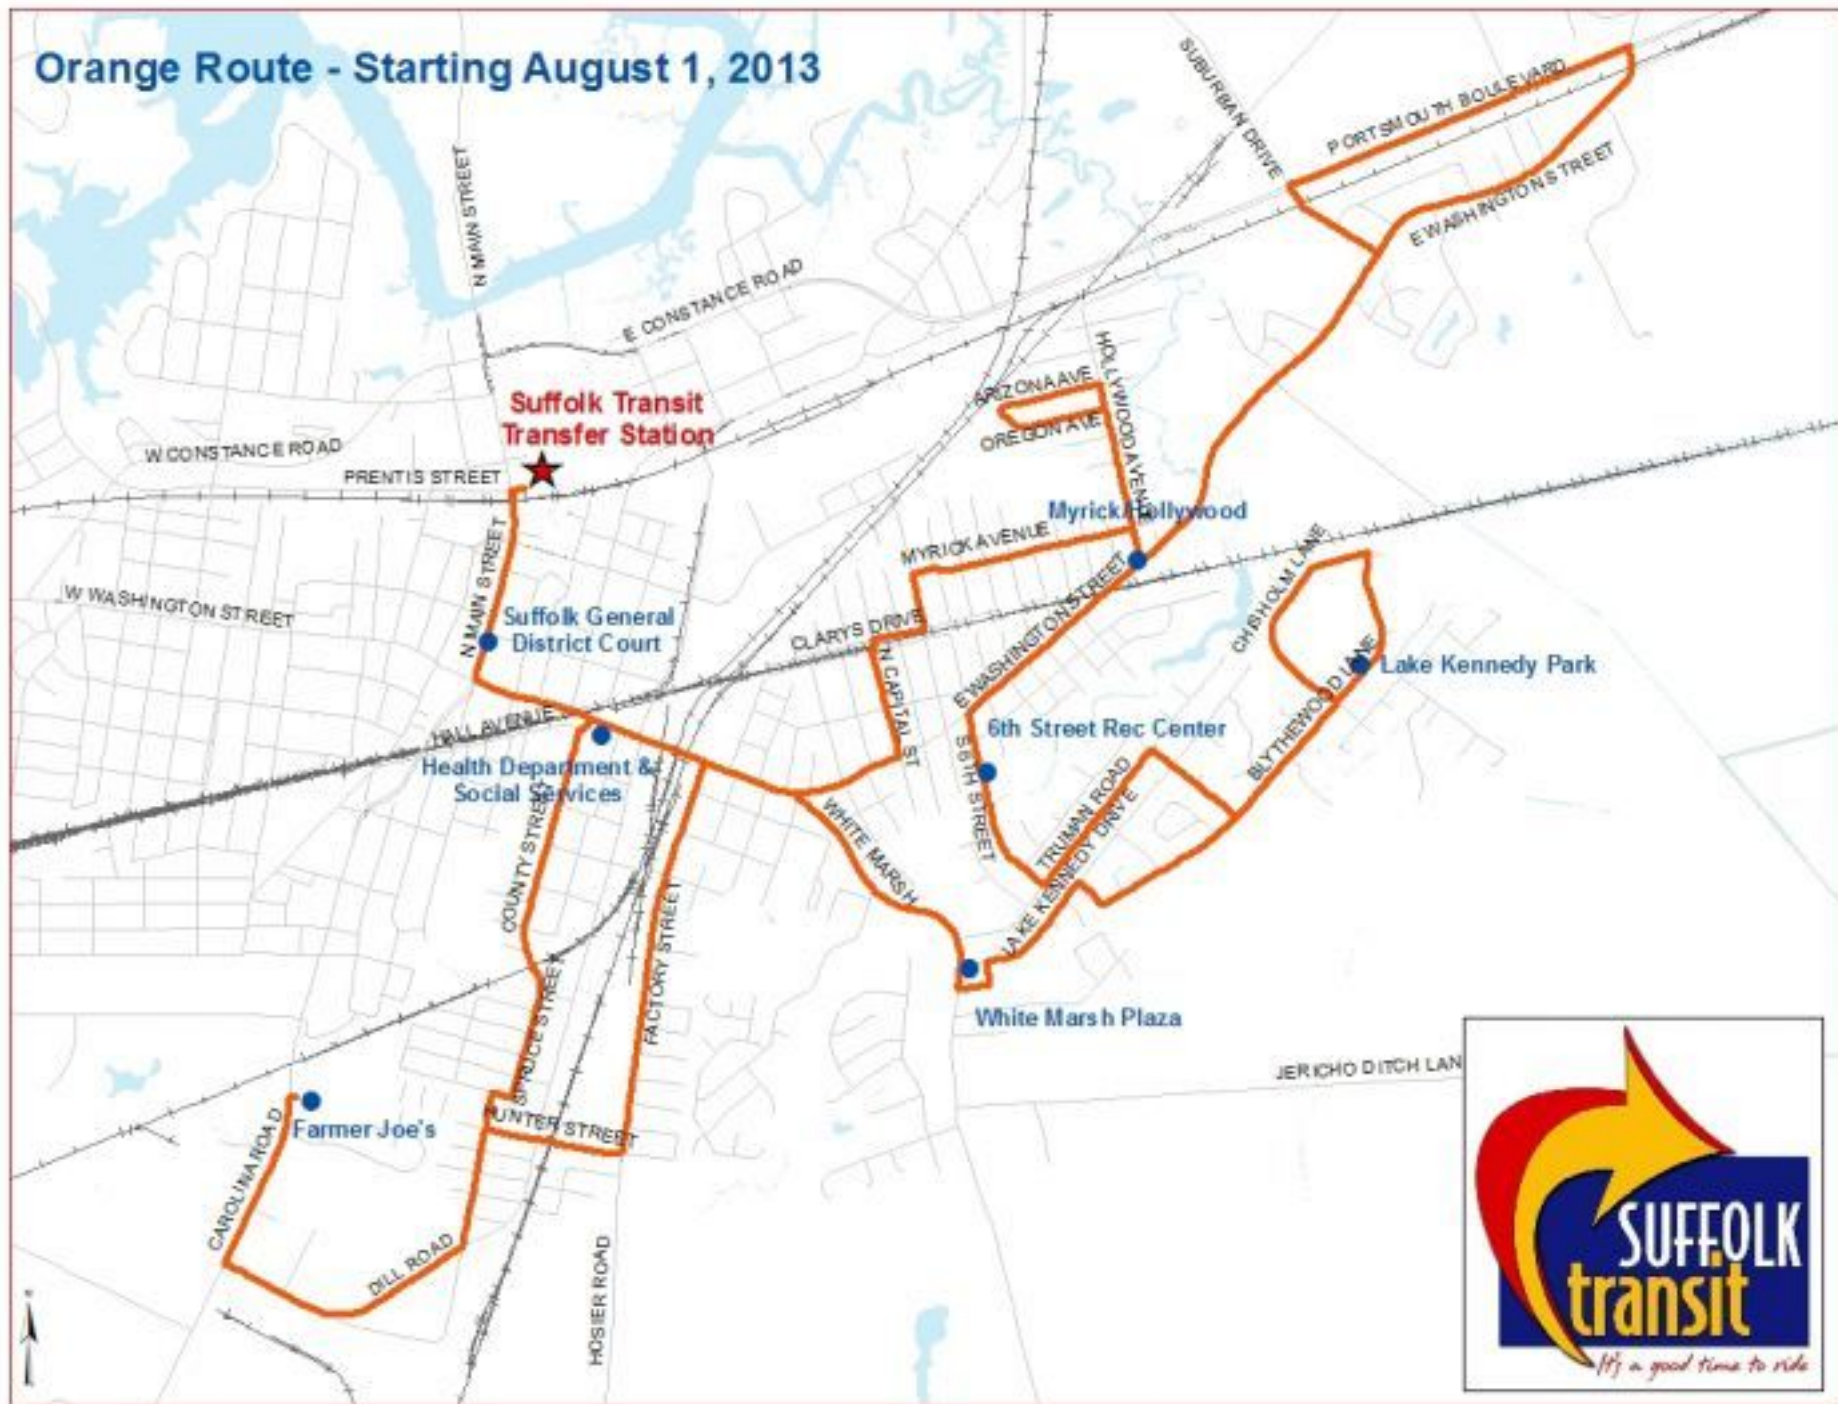 Orange Route - Starting August 1, 2013
SUBURBAN DRIVE
PORTSMOUTH BOULEVARD
E WASHINGTON STREET
N MAIN STREET
E CONSTANCE ROAD
HOLLYWOOD AVENUE
ARIZONA AVE
OREGON AVE
Suffolk Transit
Transfer Station
W CONSTANCE ROAD
PRENTIS STREET
Myrick/Hollywood
MYRICK AVENUE
N MAIN STREET
W WASHINGTON STREET
Suffolk General
District Court
CLARYS DRIVE
N CAPITAL ST
E WASHINGTON STREET
CHISHOLM LANE
Lake Kennedy Park
BLYTHEWOOD LANE
HALL AVENUE
6th Street Rec Center
S 6TH STREET
Health Department &
Social Services
COUNTY STREET
TRUMAN ROAD
LAKE KENNEDY DRIVE
WHITE MARSH
FACTORY STREET
SPRUCE STREET
White Marsh Plaza
JERICHO DITCH LAN
Farmer Joe's
HUNTER STREET
CAROLINA ROAD
DILL ROAD
HOSIER ROAD
SUFFOLK
transit
It's a good time to ride